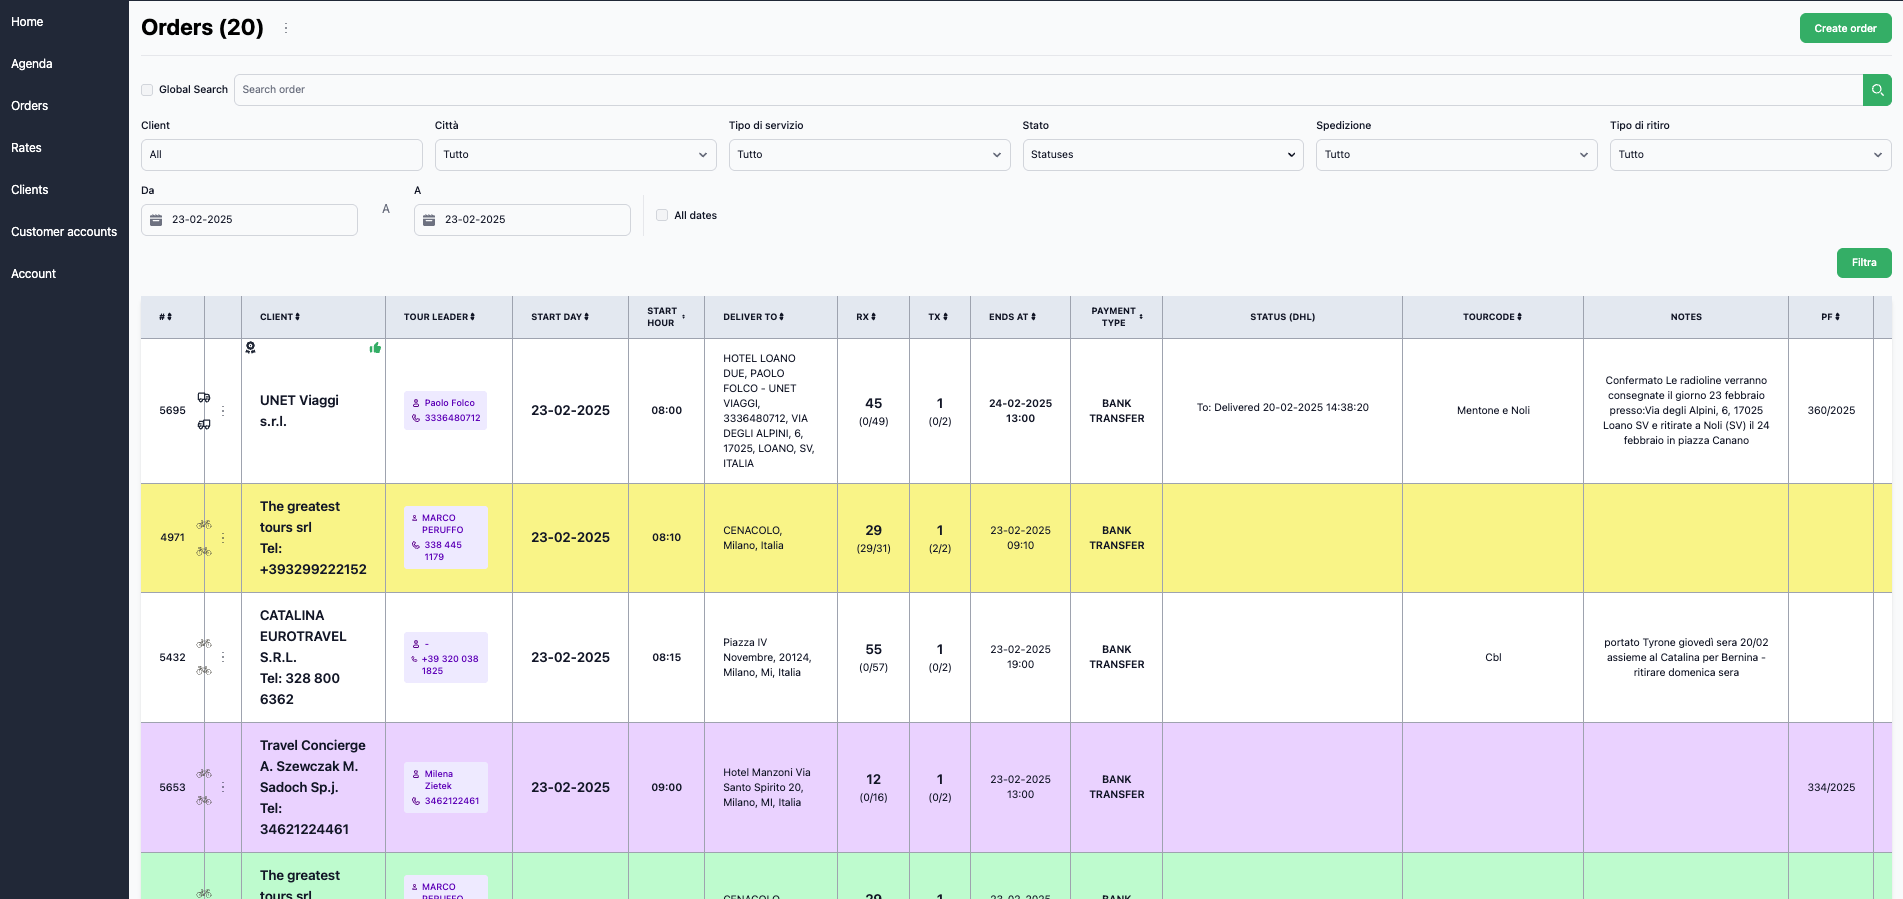 Home
Agenda
Orders
Rates
Clients
Customer accounts
Account
Orders (20)
Create order
Global Search
Search order
Client
Città
Tipo di servizio
Stato
Spedizione
Tipo di ritiro
All
Tutto
Tutto
Statuses
Tutto
Tutto
Da
A
A
23-02-2025
23-02-2025
All dates
Filtra
#
CLIENT
TOUR LEADER
START DAY
START
HOUR
DELIVER TO
RX
TX
ENDS AT
PAYMENT
TYPE
STATUS (DHL)
TOURCODE
NOTES
PF
5695
UNET Viaggi
s.r.l.
Paolo Folco
3336480712
23-02-2025
08:00
HOTEL LOANO
DUE, PAOLO
FOLCO - UNET
VIAGGI,
3336480712, VIA
DEGLI ALPINI, 6,
17025, LOANO, SV,
ITALIA
45
(0/49)
1
(0/2)
24-02-2025
13:00
BANK
TRANSFER
To: Delivered 20-02-2025 14:38:20
Mentone e Noli
Confermato Le radioline verranno
consegnate il giorno 23 febbraio
presso:Via degli Alpini, 6, 17025
Loano SV e ritirate a Noli (SV) il 24
febbraio in piazza Canano
360/2025
4971
The greatest
tours srl
Tel:
+393299222152
MARCO
PERUFFO
338 445
1179
23-02-2025
08:10
CENACOLO,
Milano, Italia
29
(29/31)
1
(2/2)
23-02-2025
09:10
BANK
TRANSFER
5432
CATALINA
EUROTRAVEL
S.R.L.
Tel: 328 800
6362
-
+39 320 038
1825
23-02-2025
08:15
Piazza IV
Novembre, 20124,
Milano, Mi, Italia
55
(0/57)
1
(0/2)
23-02-2025
19:00
BANK
TRANSFER
Cbl
portato Tyrone giovedì sera 20/02
assieme al Catalina per Bernina -
ritirare domenica sera
5653
Travel Concierge
A. Szewczak M.
Sadoch Sp.j.
Tel:
34621224461
Milena
Zietek
3462122461
23-02-2025
09:00
Hotel Manzoni Via
Santo Spirito 20,
Milano, MI, Italia
12
(0/16)
1
(0/2)
23-02-2025
13:00
BANK
TRANSFER
334/2025
The greatest
tours srl
MARCO
PERUFFO
CENACOLO,
29
1
23-02-2025
BANK